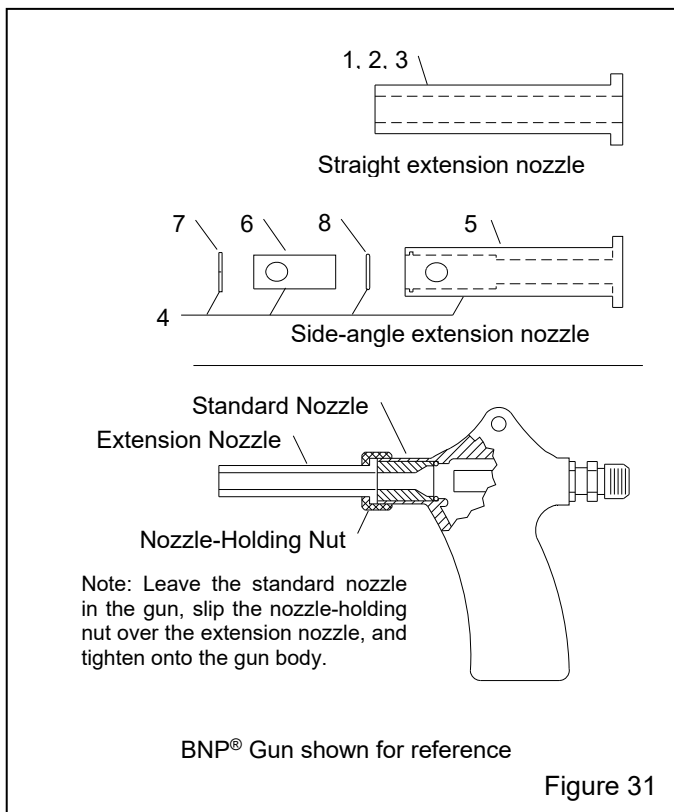 1, 2, 3
Straight extension nozzle
7
6
8
5
4
Side-angle extension nozzle
Standard Nozzle
Extension Nozzle
Nozzle-Holding Nut
Note: Leave the standard nozzle
in the gun, slip the nozzle-holding
nut over the extension nozzle, and
tighten onto the gun body.
BNP® Gun shown for reference
Figure 31